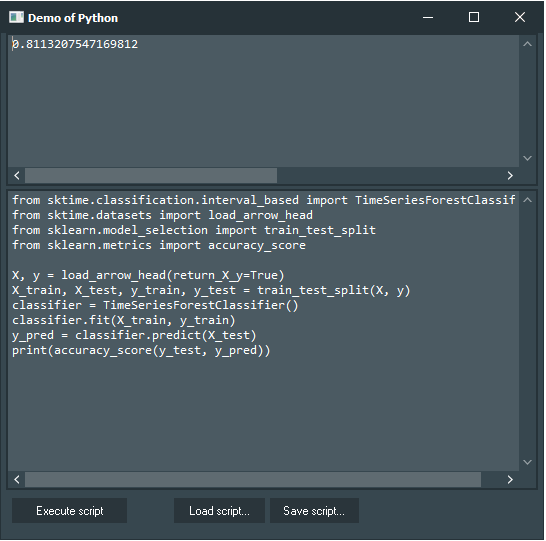 Demo of Python
0.8113207547169812
from sktime.classification.interval_based import TimeSeriesForestClassif
from sktime.datasets import load_arrow_head
from sklearn.model_selection import train_test_split
from sklearn.metrics import accuracy_score
X, y = load_arrow_head(return_X_y=True)
X_train, X_test, y_train, y_test = train_test_split(X, y)
classifier = TimeSeriesForestClassifier()
classifier.fit(X_train, y_train)
y_pred = classifier.predict(X_test)
print(accuracy_score(y_test, y_pred))
Execute script Load script... Save script...